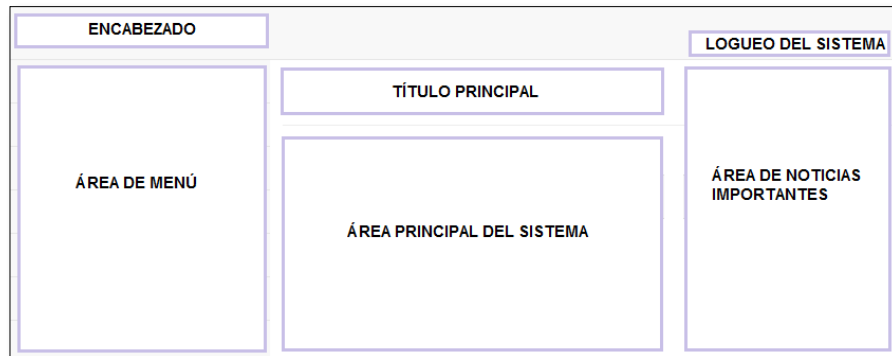 ENCABEZADO
LOGUEO DEL SISTEMA
TÍTULO PRINCIPAL
ÁREA DE MENÚ
ÁREA DE NOTICIAS
IMPORTANTES
ÁREA PRINCIPAL DEL SISTEMA